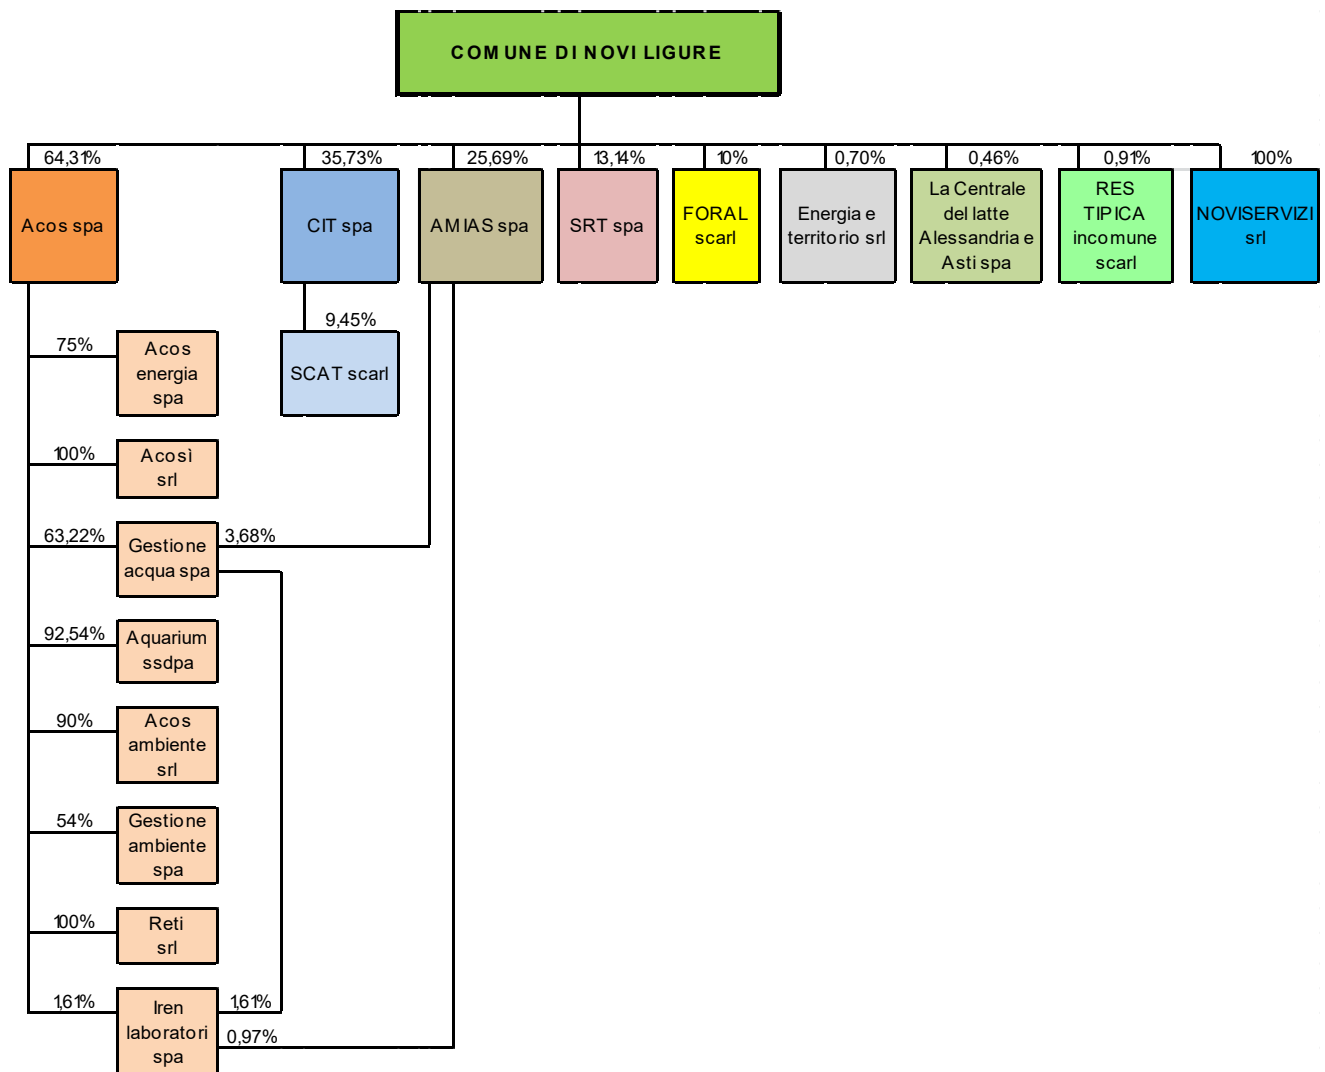 COMUNE DI NOVI LIGURE
64,31%
35,73%
25,69%
13,14%
10%
0,70%
0,46%
0,91%
100%
Acos spa
CIT spa
AMIAS spa
SRT spa
FORAL
scarl
Energia e
territorio srl
La Centrale
del latte
Alessandria e
Asti spa
RES
TIPICA
incomune
scarl
NOVISERVIZI
srl
9,45%
SCAT scarl
75%
Acos
energia
spa
100%
Acosì
srl
63,22%
Gestione
acqua spa
3,68%
92,54%
Aquarium
ssdpa
90%
Acos
ambiente
srl
54%
Gestione
ambiente
spa
100%
Reti
srl
1,61%
Iren
laboratori
spa
1,61%
0,97%